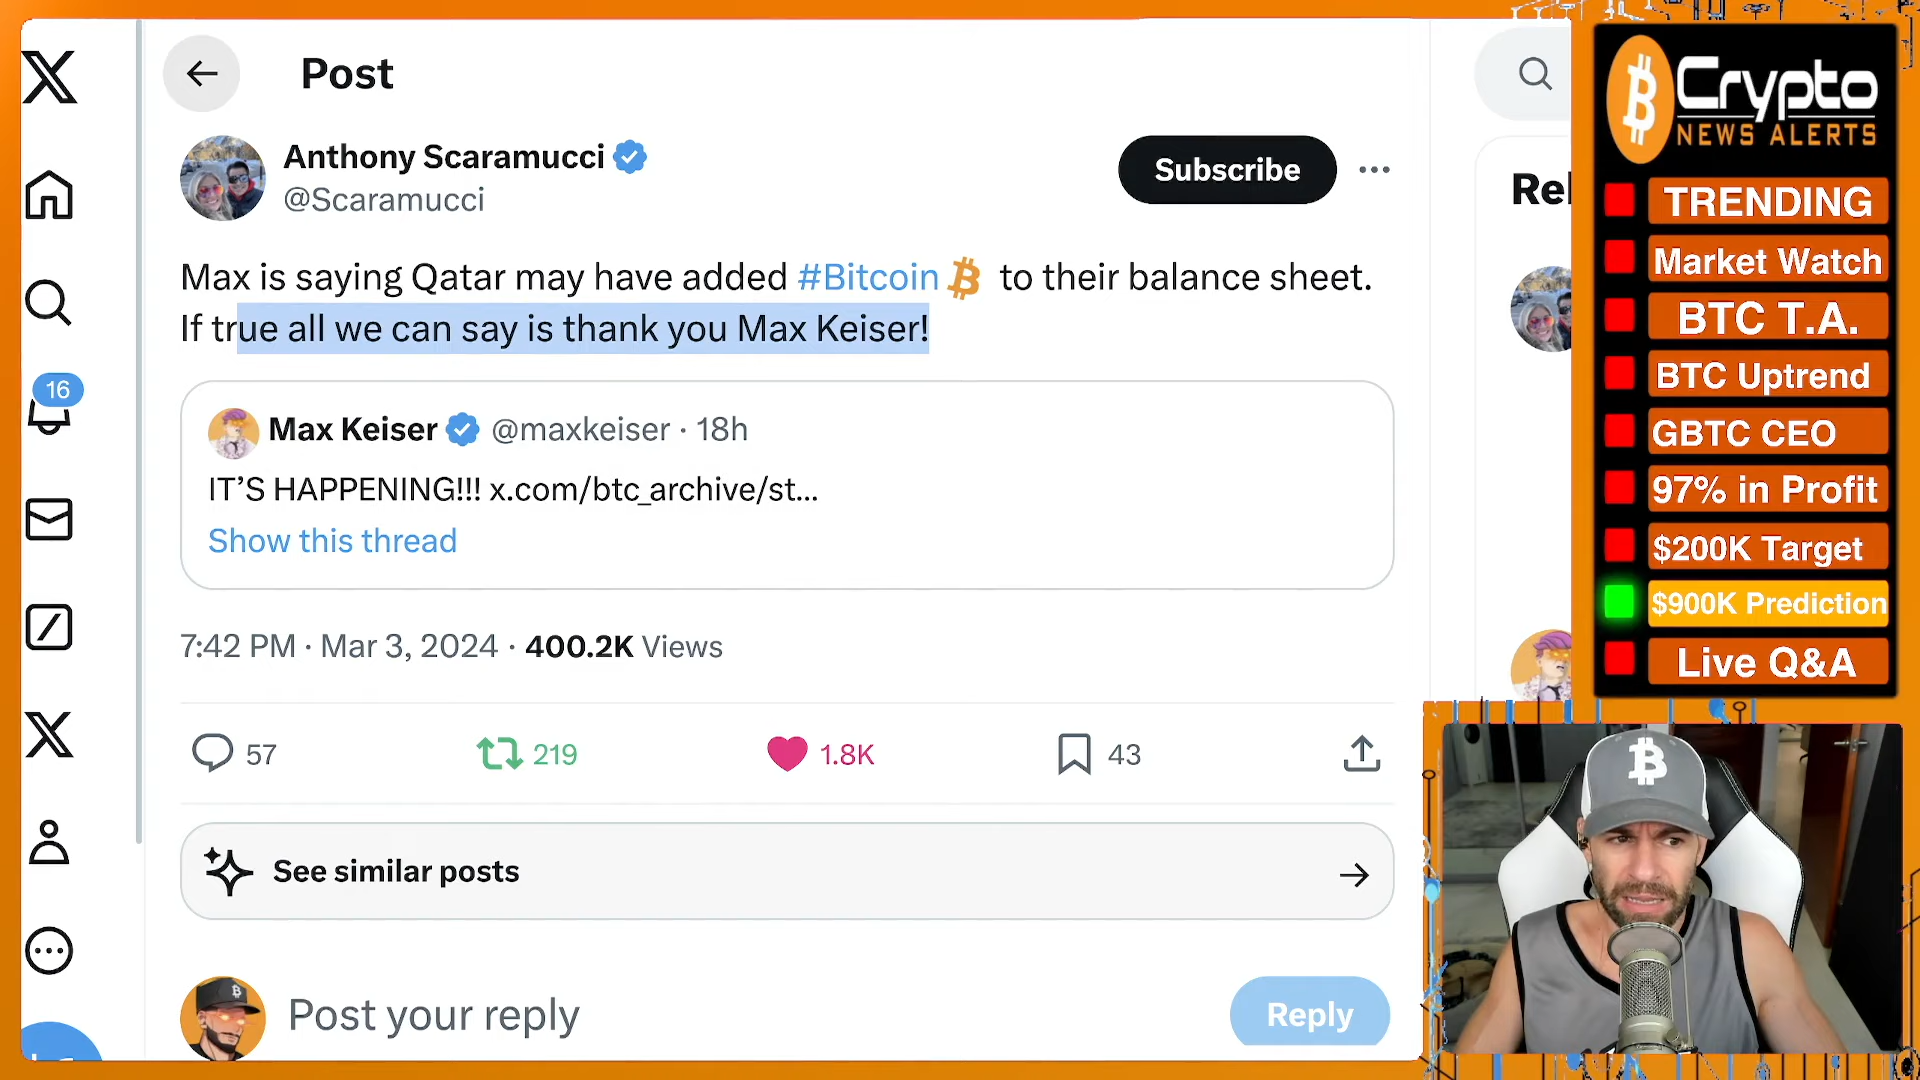 Post
Anthony Scaramucci
@Scaramucci
Subscribe
Max is saying Qatar may have added #Bitcoin to their balance sheet.
If true all we can say is thank you Max Keiser!
Max Keiser @maxkeiser · 18h
IT'S HAPPENING!!! x.com/btc_archive/st...
Show this thread
7:42 PM · Mar 3, 2024 · 400.2K Views
57
219
1.8K
43
See similar posts
Post your reply
Reply
16
Crypto
NEWS ALERTS
TRENDING
Market Watch
BTC T.A.
BTC Uptrend
GBTC CEO
97% in Profit
$200K Target
$900K Prediction
Live Q&A